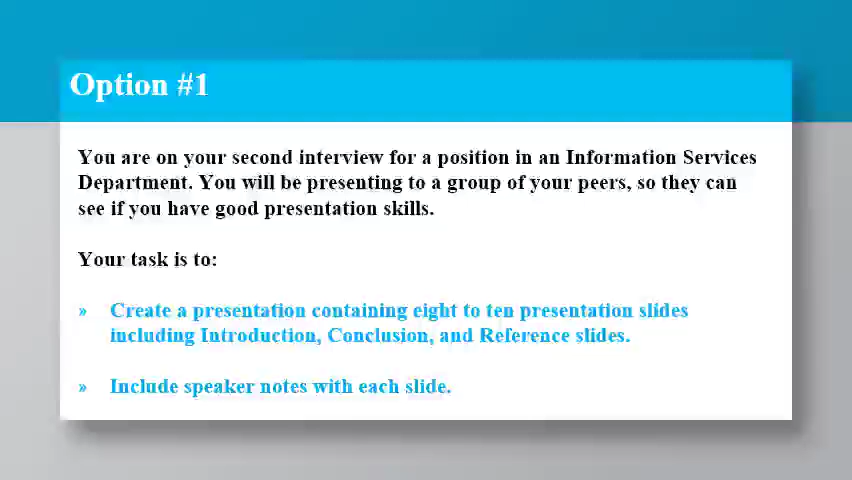 Option #1
You are on your second interview for a position in an Information Services
Department. You will be presenting to a group of your peers, so they can
see if you have good presentation skills.
Your task is to:
» Create a presentation containing eight to ten presentation slides
including Introduction, Conclusion, and Reference slides.
» Include speaker notes with each slide.